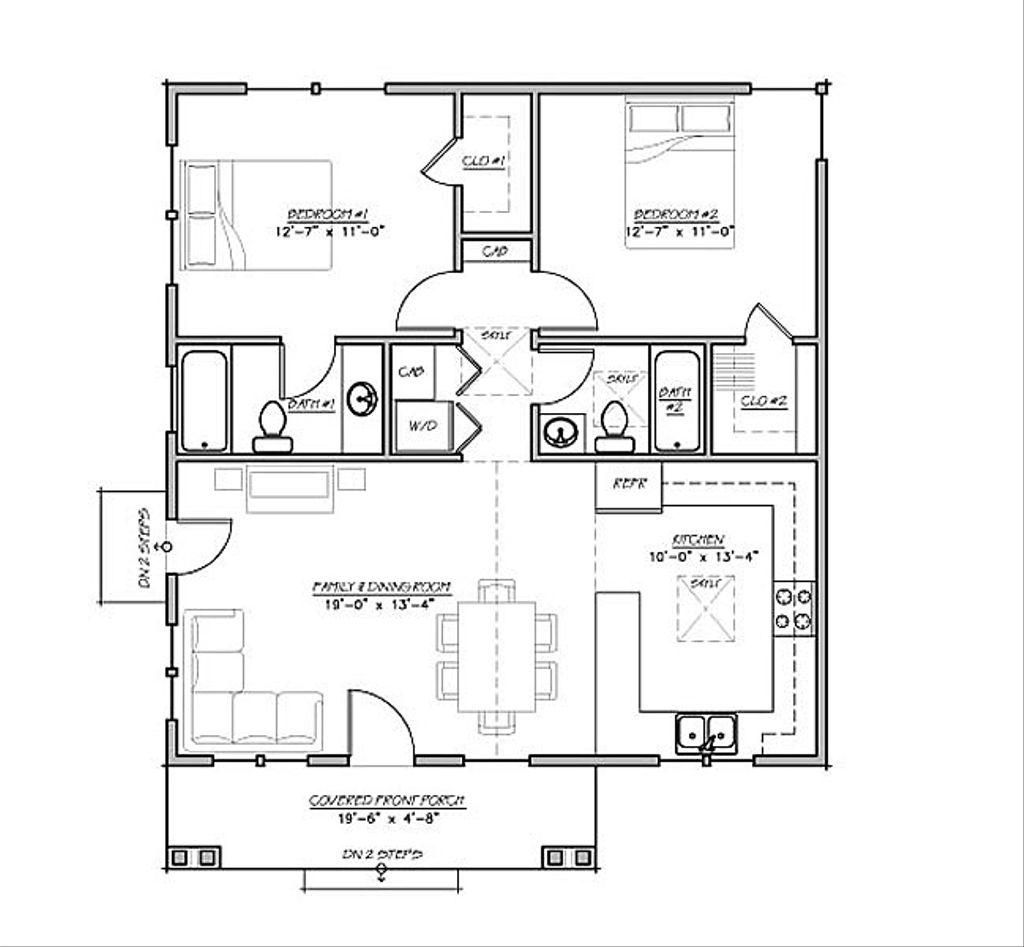 CLO #1
BEDROOM #1
12'-7" x 11'-0"
BEDROOM #2
12'-7" x 11'-0"
CAB
SKYLT
CAB
W/D
BATH #1
SKYLT
BATH
#2
CLO #2
REFR
DN 2 STEPS
KITCHEN
10'-0" x 13'-4"
SKYLT
FAMILY & DINING ROOM
19'-0" x 13'-4"
COVERED FRONT PORCH
19'-6" x 4'-8"
DN 2 STEPS